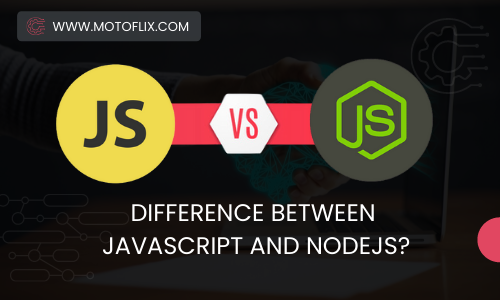 WWW.MOTOFLIX.COM
JS
VS
JS
DIFFERENCE BETWEEN
JAVASCRIPT AND NODEJS?